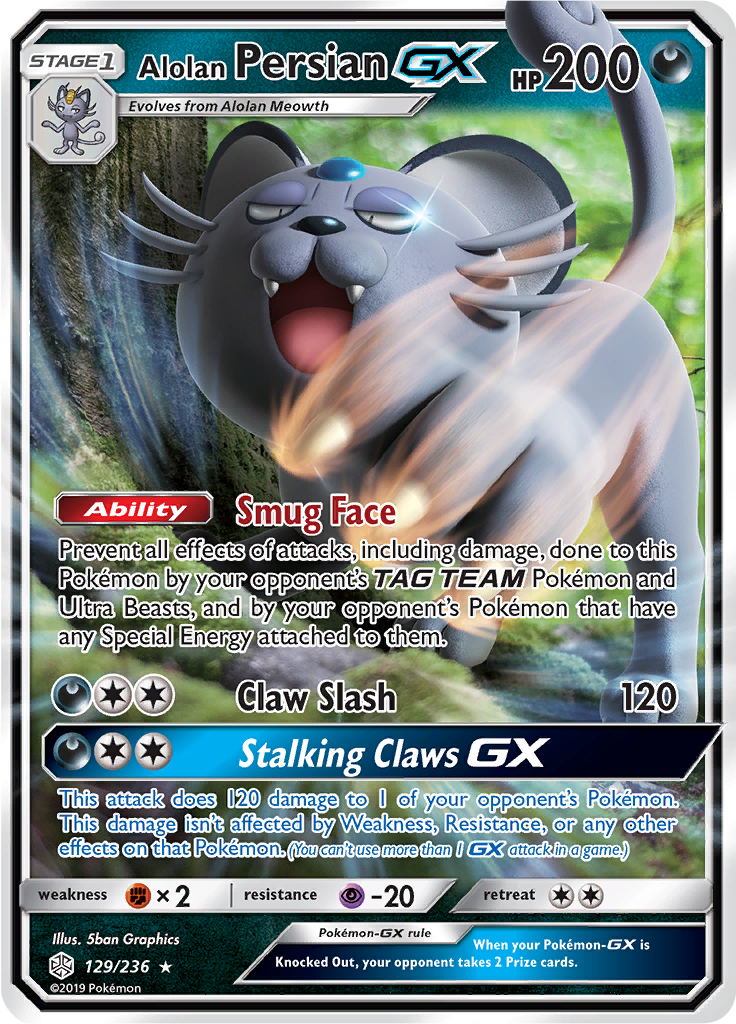 STAGE1
Alolan Persian GX
HP200
Evolves from Alolan Meowth
Ability Smug Face
Prevent all effects of attacks, including damage, done to this
Pokémon by your opponent's TAG TEAM Pokémon and
Ultra Beasts, and by your opponent's Pokémon that have
any Special Energy attached to them.
Claw Slash 120
Stalking Claws GX
This attack does 120 damage to 1 of your opponent's Pokémon.
This damage isn't affected by Weakness, Resistance, or any other
effects on that Pokémon. (You can't use more than 1 GX attack in a game.)
weakness ×2 resistance -20 retreat
Illus. 5ban Graphics
129/236 ★
©2019 Pokémon
Pokémon-GX rule
When your Pokémon-GX is
Knocked Out, your opponent takes 2 Prize cards.